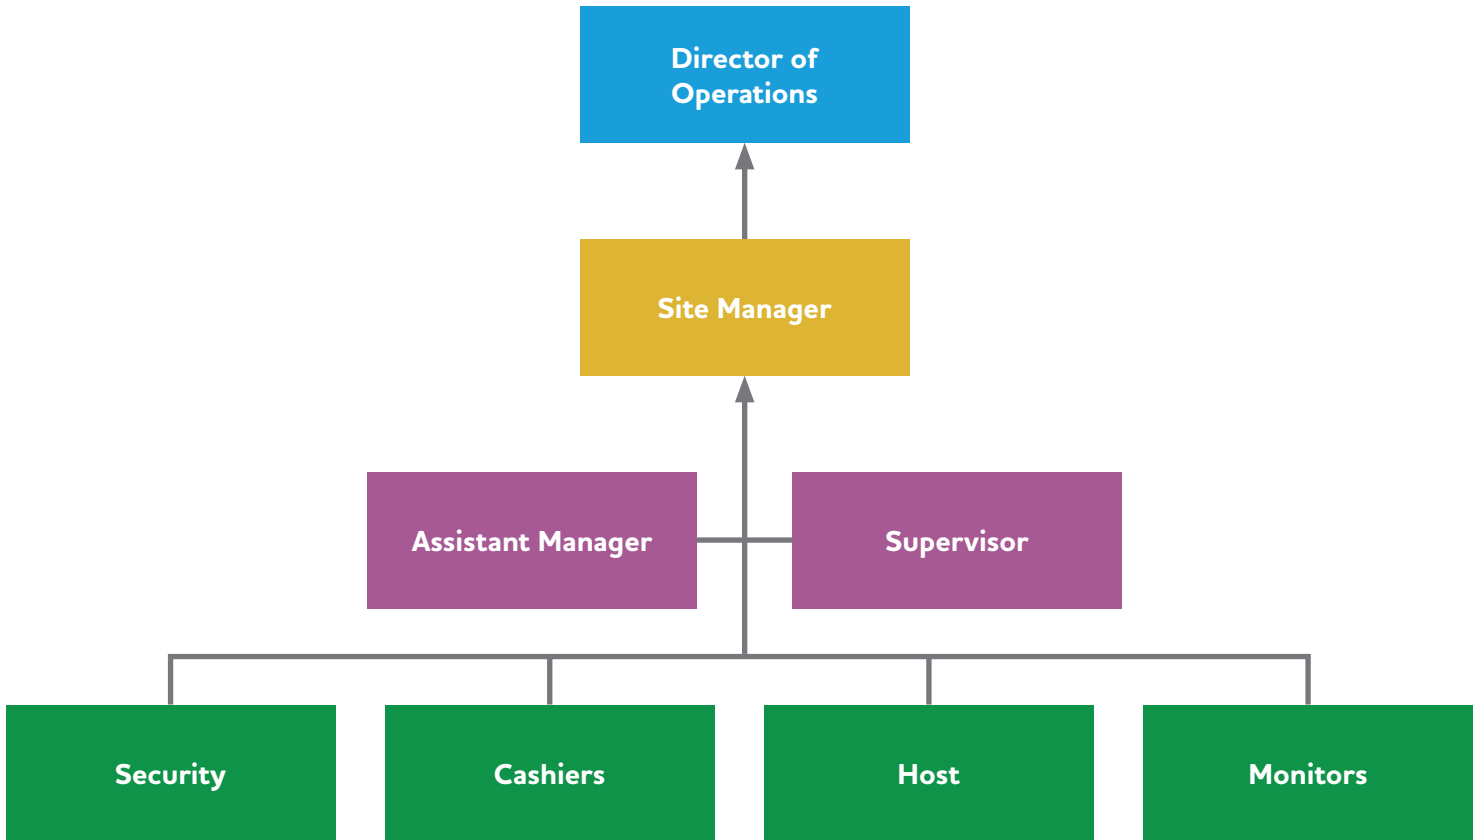 Director of
Operations
Site Manager
Assistant Manager
Supervisor
Security
Cashiers
Host
Monitors